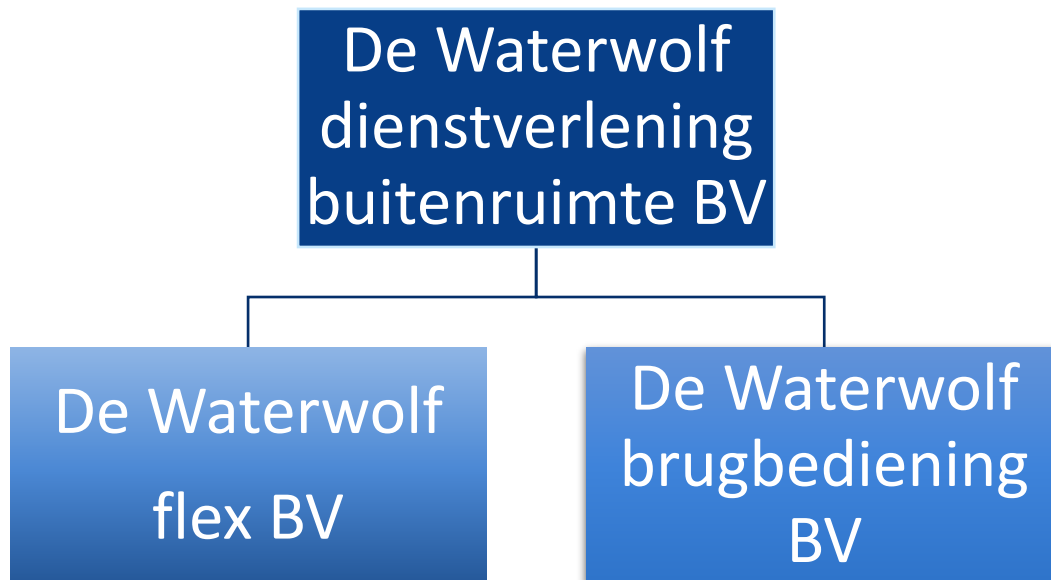 De Waterwolf
dienstverlening
buitenruimte BV
De Waterwolf
flex BV
De Waterwolf
brugbediening
BV